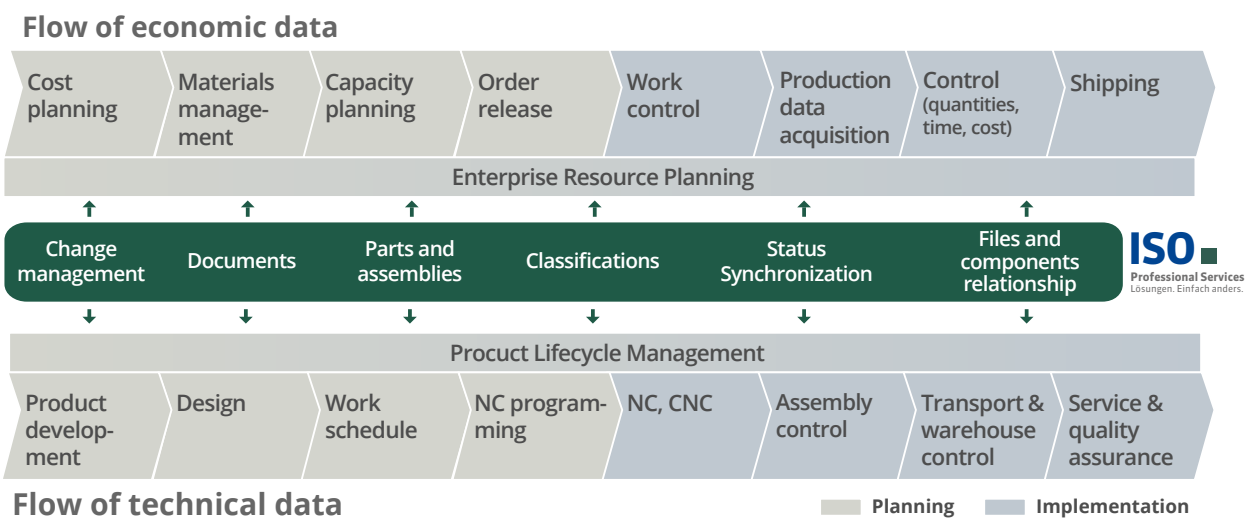 Flow of economic data
Cost
planning
Materials
manage-
ment
Capacity
planning
Order
release
Work
control
Production
data
acquisition
Control
(quantities,
time, cost)
Shipping
Enterprise Resource Planning
Change
management
Documents
Parts and
assemblies
Classifications
Status
Synchronization
Files and
components
relationship
ISO
Professional Services
Lösungen. Einfach anders.
Procuct Lifecycle Management
Product
develop-
ment
Design
Work
schedule
NC program-
ming
NC, CNC
Assembly
control
Transport &
warehouse
control
Service &
quality
assurance
Flow of technical data
Planning
Implementation